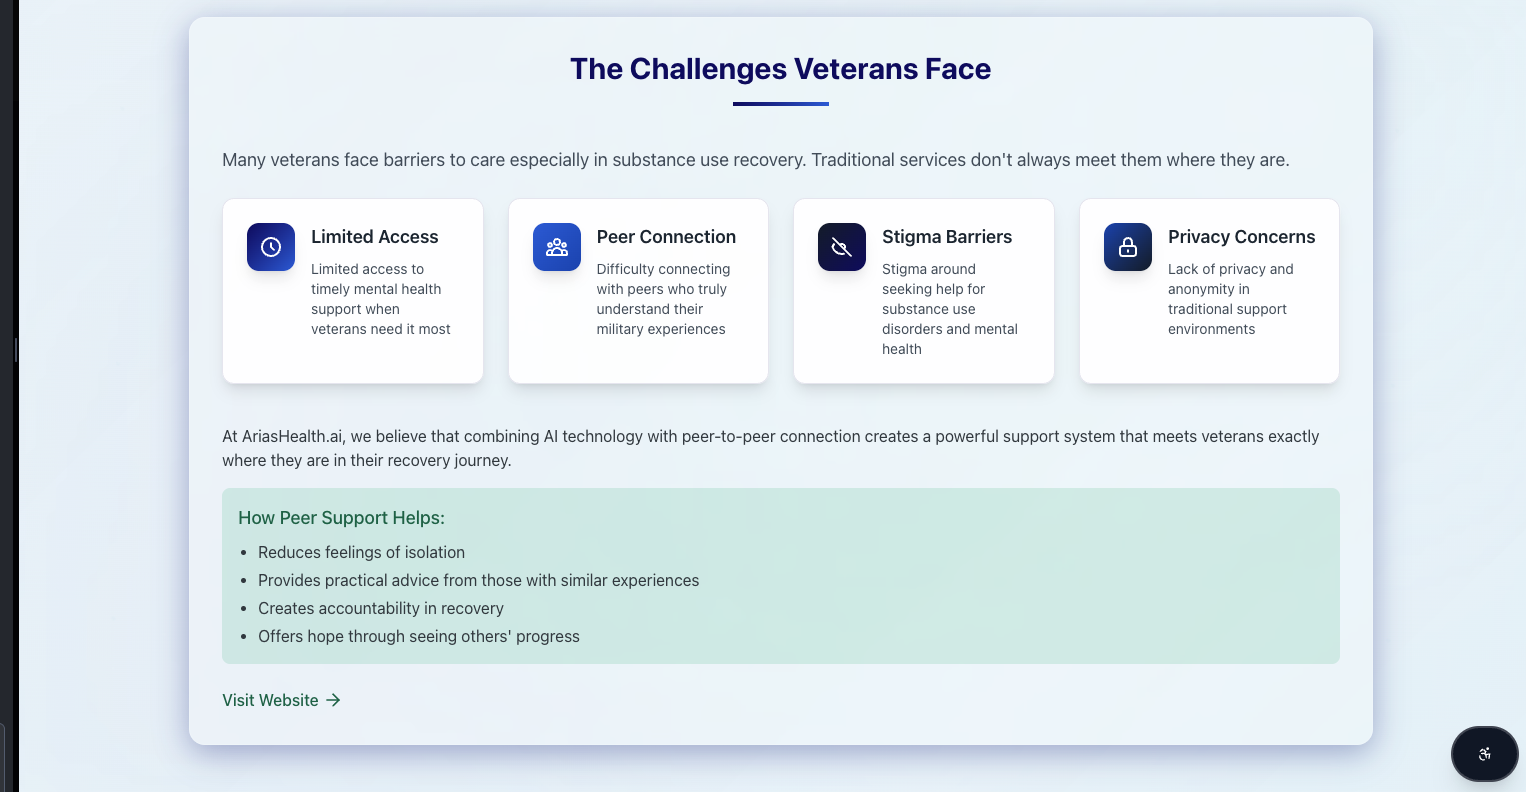 The Challenges Veterans Face
Many veterans face barriers to care especially in substance use recovery. Traditional services don't always meet them where they are.
Limited Access
Limited access to
timely mental health
support when
veterans need it most
Peer Connection
Difficulty connecting
with peers who truly
understand their
military experiences
Stigma Barriers
Stigma around
seeking help for
substance use
disorders and mental
health
Privacy Concerns
Lack of privacy and
anonymity in
traditional support
environments
At AriasHealth.ai, we believe that combining AI technology with peer-to-peer connection creates a powerful support system that meets veterans exactly
where they are in their recovery journey.
How Peer Support Helps:
• Reduces feelings of isolation
• Provides practical advice from those with similar experiences
• Creates accountability in recovery
• Offers hope through seeing others' progress
Visit Website →